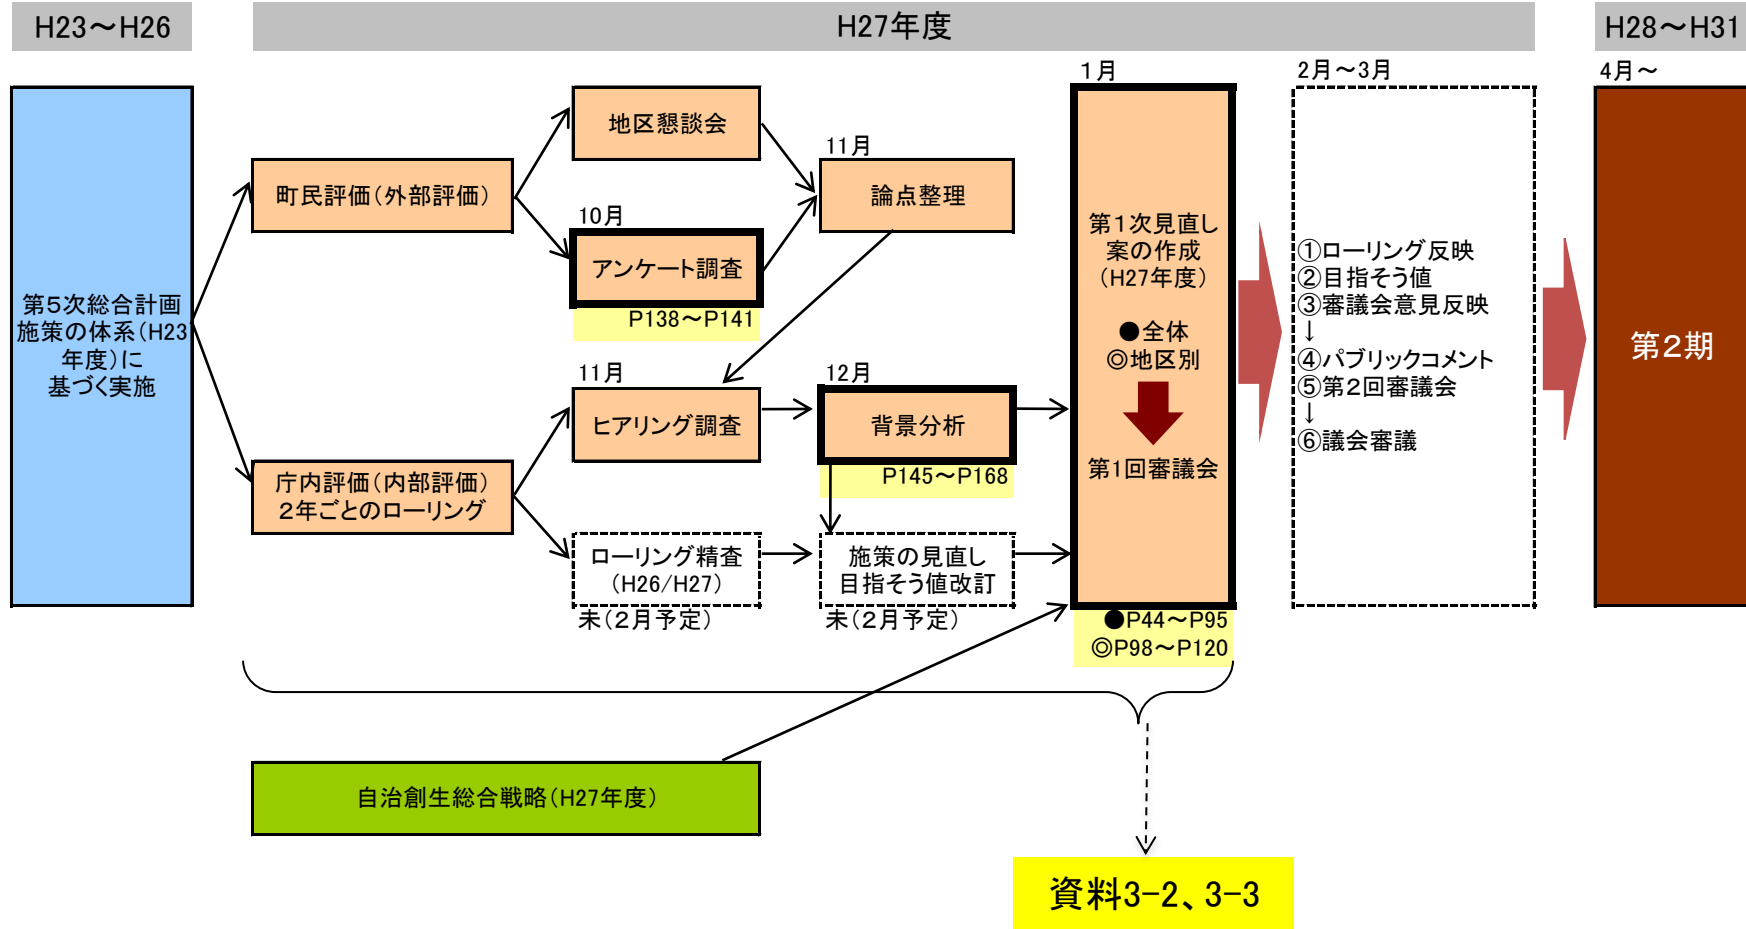 H23～H26
H27年度
H28～H31
第5次総合計画
施策の体系(H23
年度)に
基づく実施
町民評価(外部評価)
庁内評価(内部評価)
2年ごとのローリング
地区懇談会
10月
アンケート調査
P138～P141
11月
論点整理
11月
ヒアリング調査
12月
背景分析
P145～P168
ローリング精査
(H26/H27)
未(2月予定)
施策の見直し
目指そう値改訂
未(2月予定)
1月
第1次見直し
案の作成
(H27年度)
●全体
◎地区別
第1回審議会
●P44～P95
◎P98～P120
2月～3月
①ローリング反映
②目指そう値
③審議会意見反映
↓
④パブリックコメント
⑤第2回審議会
↓
⑥議会審議
4月～
第2期
自治創生総合戦略(H27年度)
資料3-2、3-3